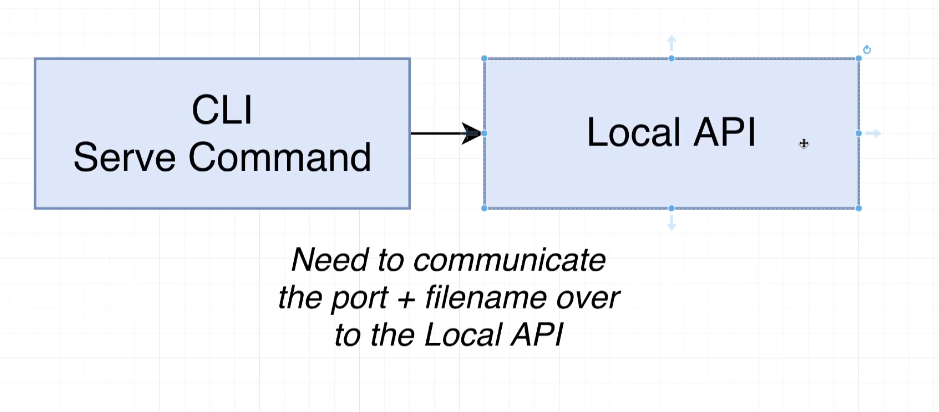 CLI
Serve Command
Local API
Need to communicate
the port + filename over
to the Local API